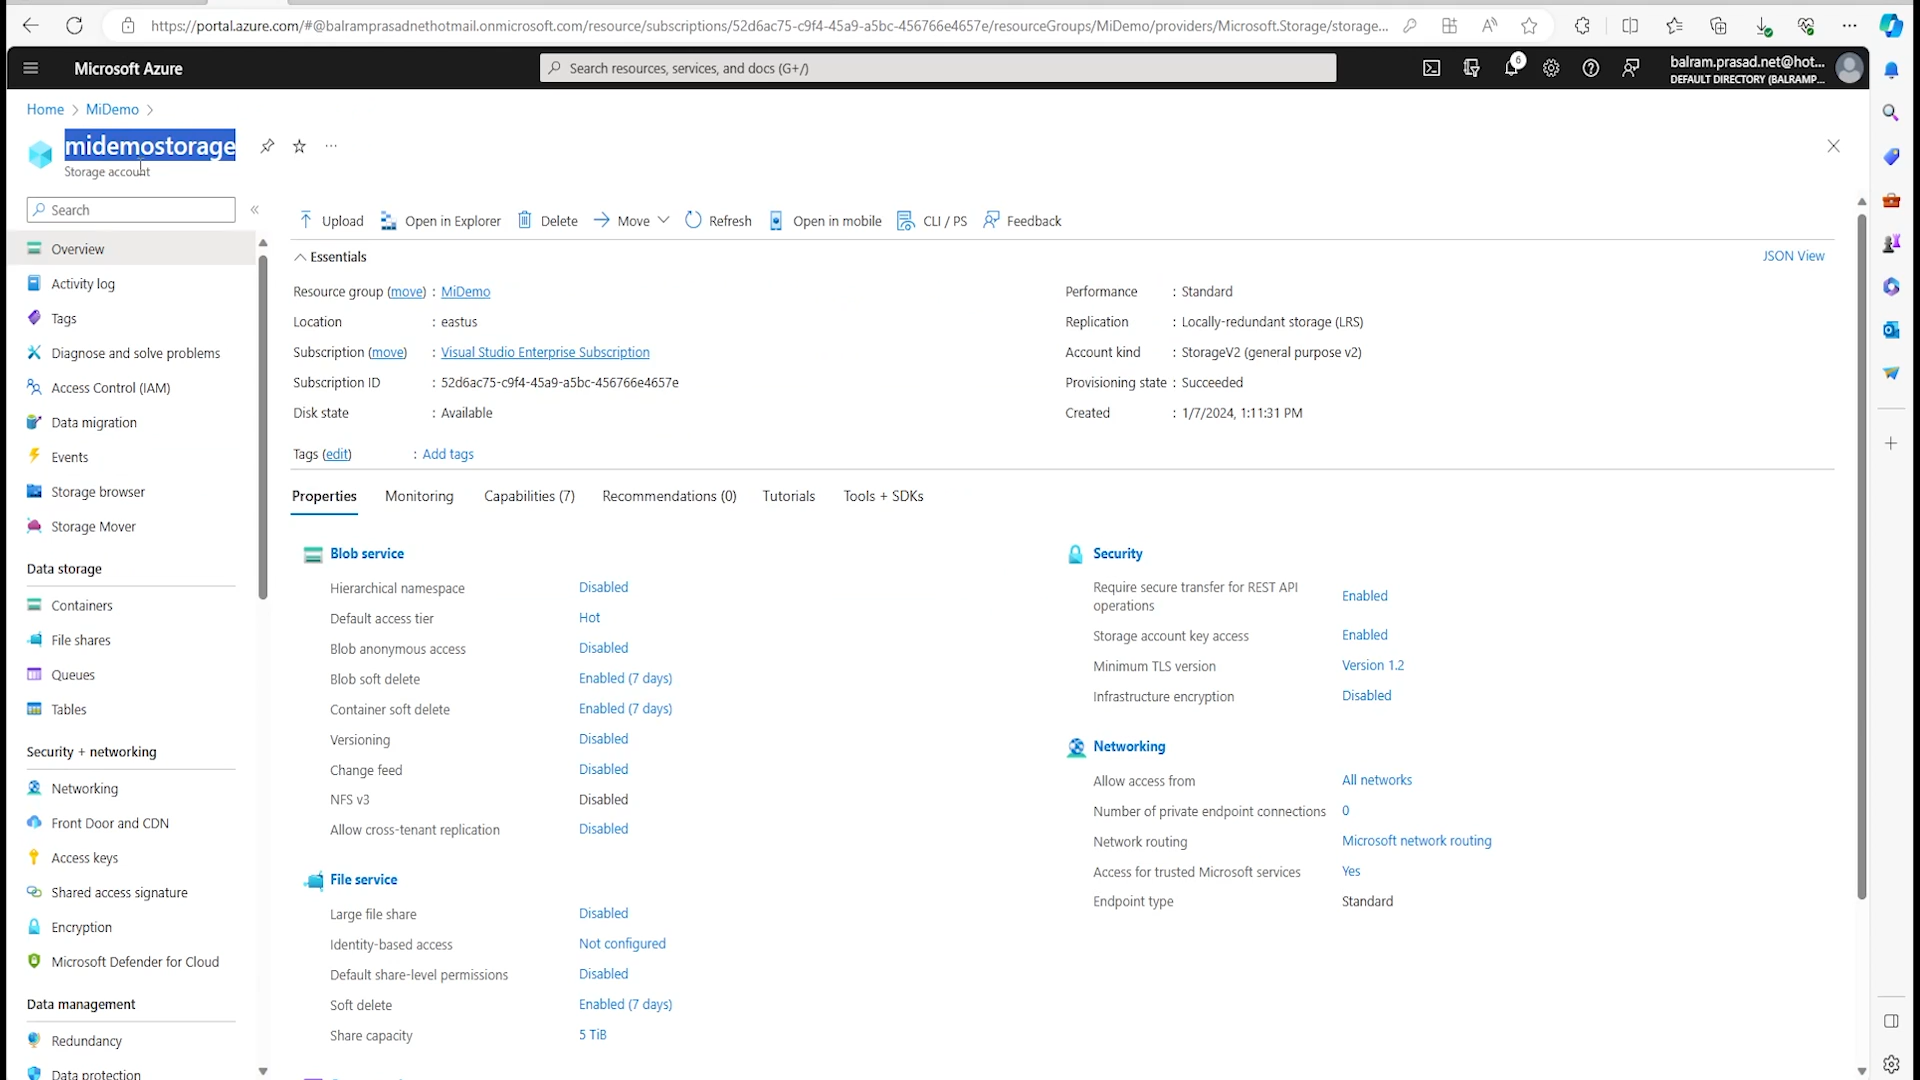 https://portal.azure.com/#@balramprasadnethotmail.onmicrosoft.com/resource/subscriptions/52d6ac75-c9f4-45a9-a5bc-456766e4657e/resourceGroups/MiDemo/providers/Microsoft.Storage/storage...
Microsoft Azure
Search resources, services, and docs (G+/)
6
balram.prasad.net@hot...
DEFAULT DIRECTORY (BALRAMP...
Home > MiDemo >
midemostorage
Storage account
Search
Overview
Activity log
Tags
Diagnose and solve problems
Access Control (IAM)
Data migration
Events
Storage browser
Storage Mover
Data storage
Containers
File shares
Queues
Tables
Security + networking
Networking
Front Door and CDN
Access keys
Shared access signature
Encryption
Microsoft Defender for Cloud
Data management
Redundancy
Data protection
Upload Open in Explorer Delete Move Refresh Open in mobile CLI / PS Feedback
Essentials
JSON View
Resource group (move) : MiDemo
Location : eastus
Subscription (move) : Visual Studio Enterprise Subscription
Subscription ID : 52d6ac75-c9f4-45a9-a5bc-456766e4657e
Disk state : Available
Performance : Standard
Replication : Locally-redundant storage (LRS)
Account kind : StorageV2 (general purpose v2)
Provisioning state : Succeeded
Created : 1/7/2024, 1:11:31 PM
Tags (edit) : Add tags
Properties Monitoring Capabilities (7) Recommendations (0) Tutorials Tools + SDKs
Blob service
Hierarchical namespace Disabled
Default access tier Hot
Blob anonymous access Disabled
Blob soft delete Enabled (7 days)
Container soft delete Enabled (7 days)
Versioning Disabled
Change feed Disabled
NFS v3 Disabled
Allow cross-tenant replication Disabled
File service
Large file share Disabled
Identity-based access Not configured
Default share-level permissions Disabled
Soft delete Enabled (7 days)
Share capacity 5 TiB
Security
Require secure transfer for REST API
operations Enabled
Storage account key access Enabled
Minimum TLS version Version 1.2
Infrastructure encryption Disabled
Networking
Allow access from All networks
Number of private endpoint connections 0
Network routing Microsoft network routing
Access for trusted Microsoft services Yes
Endpoint type Standard